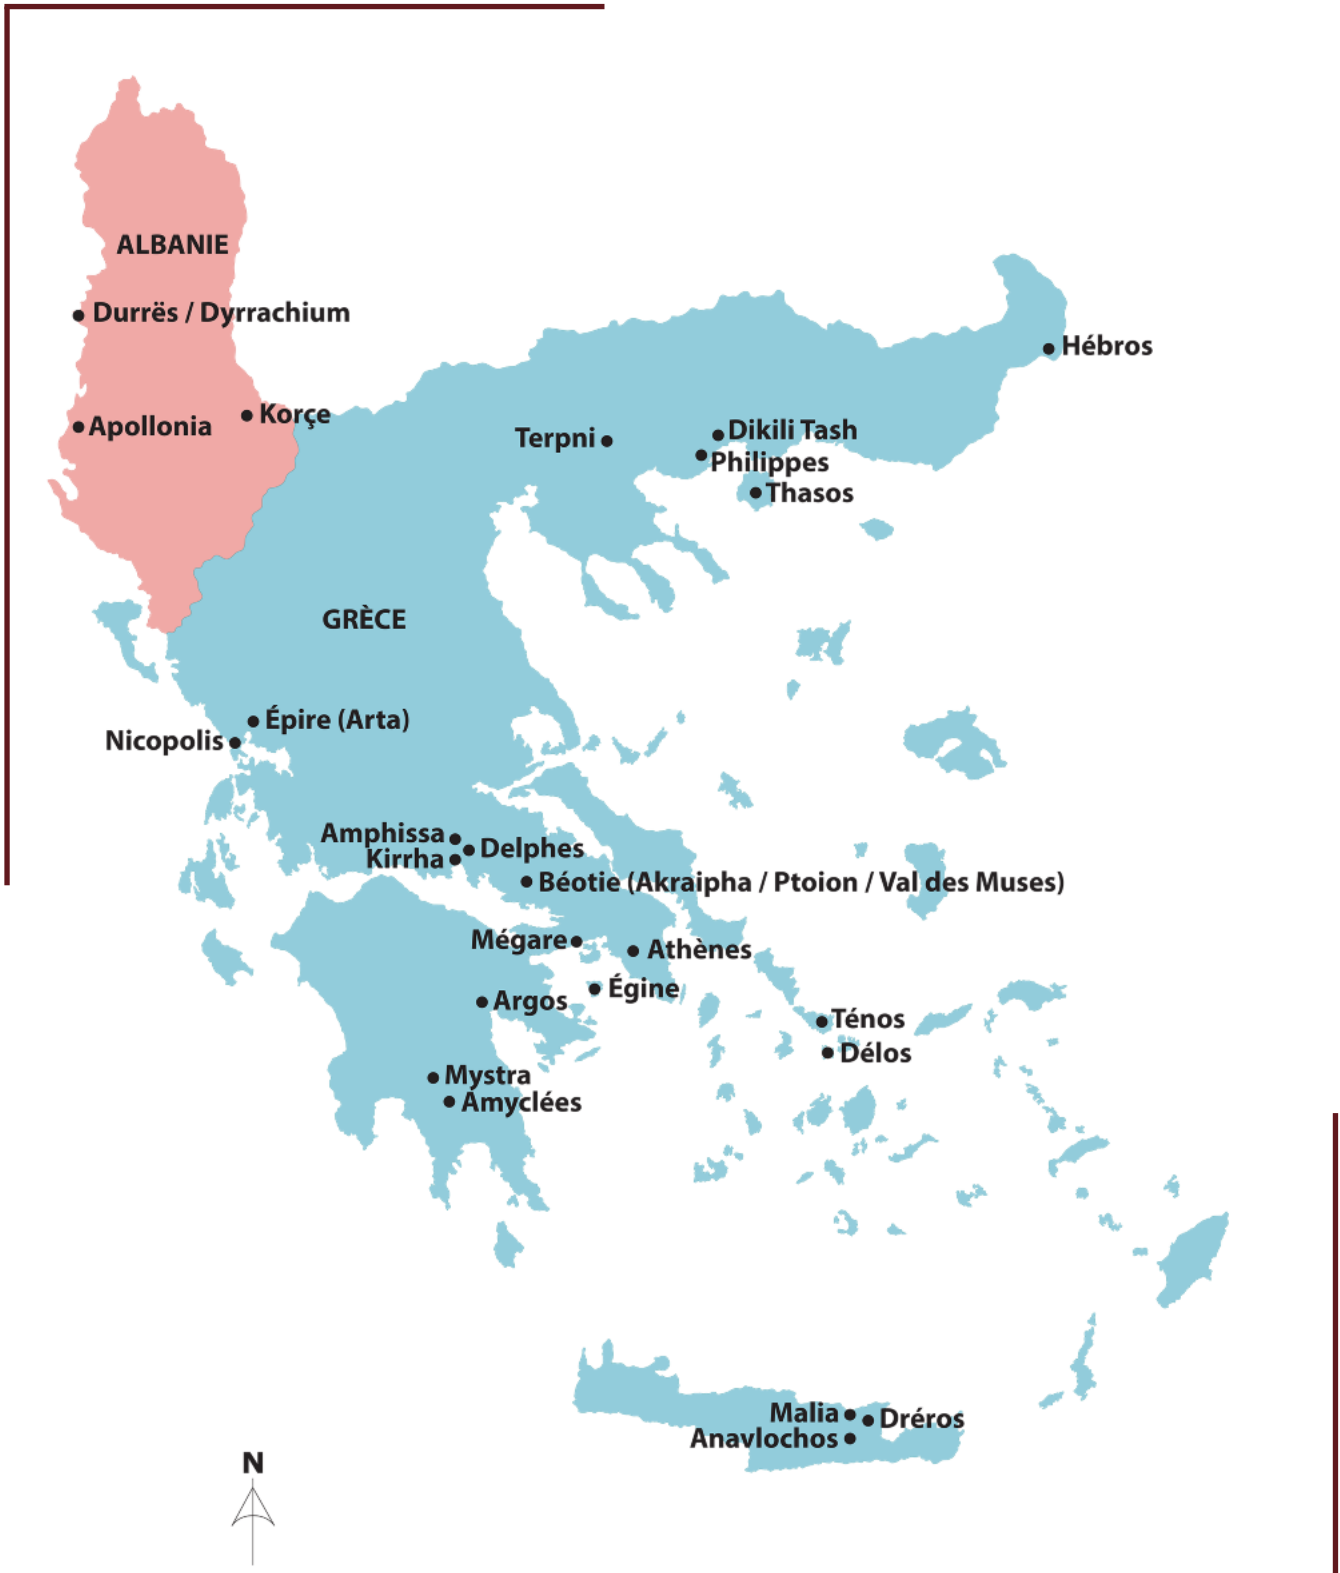 ALBANIE
Durrës / Dyrrachium
Hébros
Korçe
Apollonia
Dikili Tash
Terpni
Philippes
Thasos
GRÈCE
Épire (Arta)
Nicopolis
Amphissa
Delphes
Kirrha
Béotie (Akraipha / Ptoion / Val des Muses)
Mégare
Athènes
Égine
Argos
Ténos
Délos
Mystra
Amyclées
Malia
Dréros
Anavlochos
N